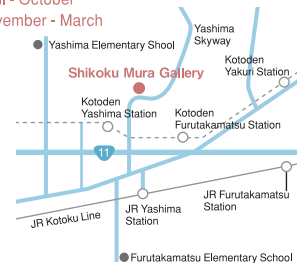 - October
November - March
Yashima
Skyway
Yashima Elementary Shool
Kotoden
Yakuri Station
Shikoku Mura Gallery
Kotoden
Yashima Station
Kotoden
Furutakamatsu Station
11
JR Kotoku Line
JR Yashima
Station
JR Furutakamatsu
Station
Furutakamatsu Elementary School